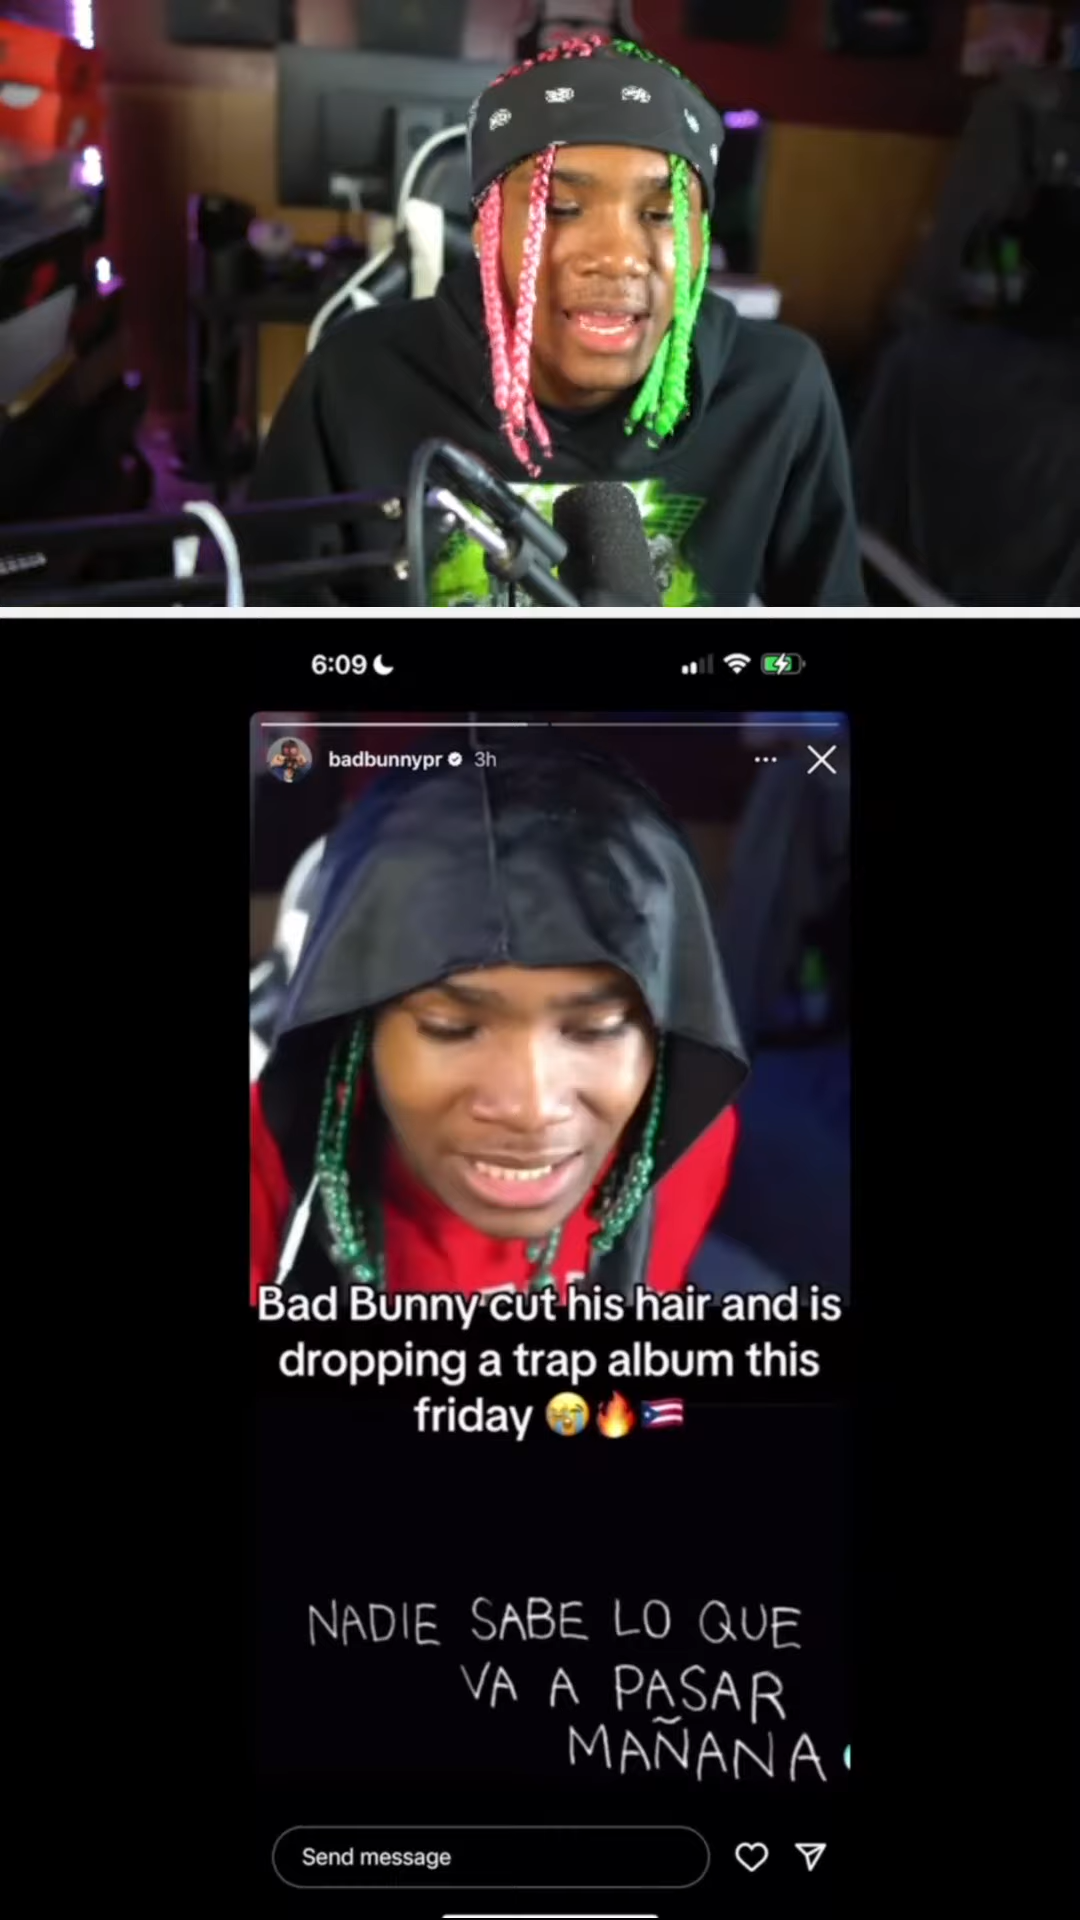 6:09
badbunnypr 3h
Bad Bunny cut his hair and is
dropping a trap album this
friday 😭🔥🇵🇷
NADIE SABE LO QUE
VA A PASAR
MAÑANA
Send message